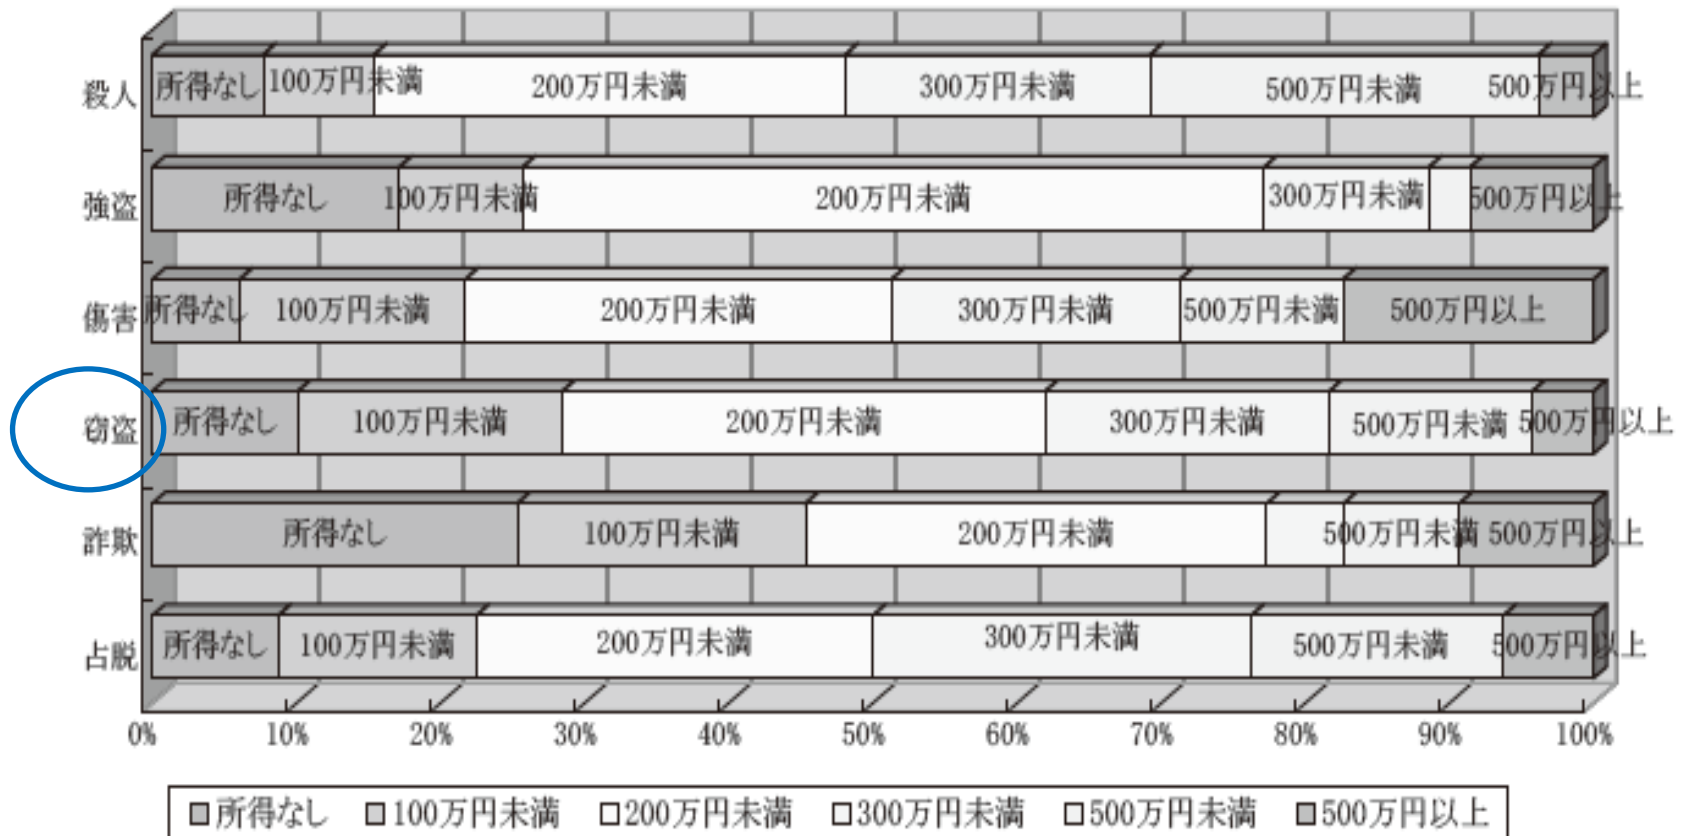 殺人 所得なし 100万円未満 200万円未満 300万円未満 500万円未満 500万円以上
強盗 所得なし 100万円未満 200万円未満 300万円未満 500万円以上
傷害 所得なし 100万円未満 200万円未満 300万円未満 500万円未満 500万円以上
窃盗 所得なし 100万円未満 200万円未満 300万円未満 500万円未満 500万円以上
詐欺 所得なし 100万円未満 200万円未満 500万円未満 500万円以上
占脱 所得なし 100万円未満 200万円未満 300万円未満 500万円未満 500万円以上
0% 10% 20% 30% 40% 50% 60% 70% 80% 90% 100%
所得なし 100万円未満 200万円未満 300万円未満 500万円未満 500万円以上